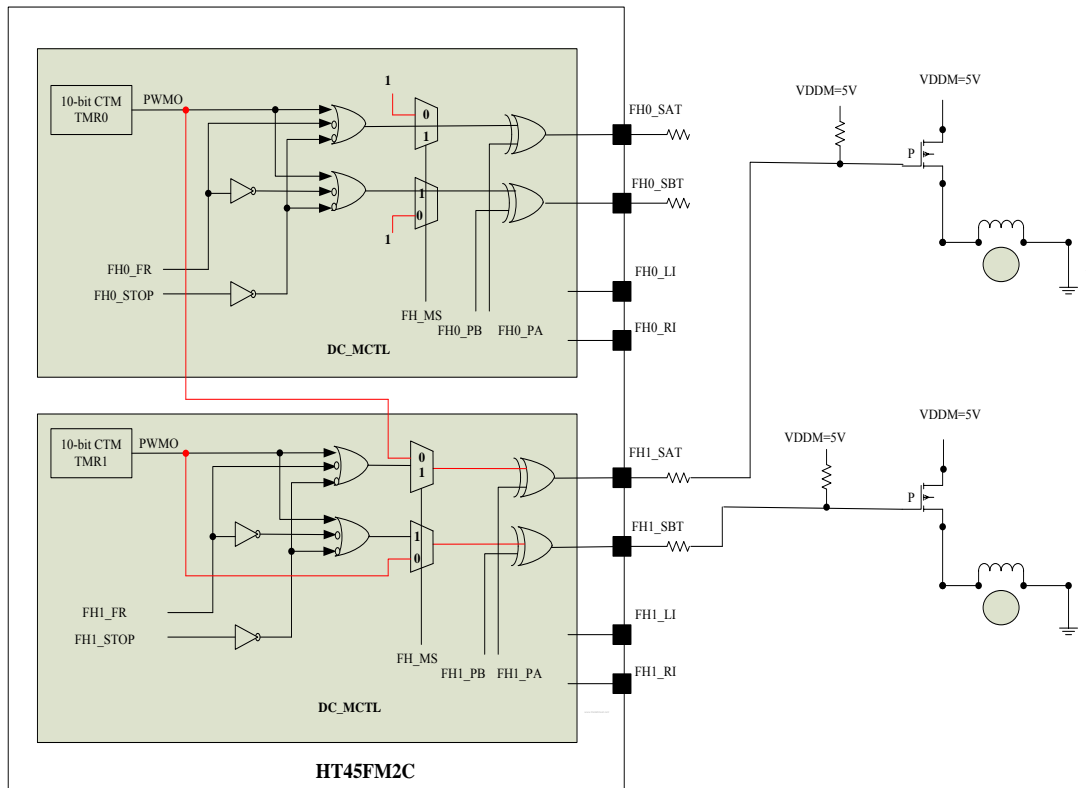 1
10-bit CTM
TMR0
PWMO
0
1
1
0
1
FH0_FR
FH0_STOP
FH_MS
FH0_PB
FH0_PA
DC_MCTL
FH0_SAT
FH0_SBT
FH0_LI
FH0_RI
VDDM=5V
VDDM=5V
P
10-bit CTM
TMR1
PWMO
0
1
1
0
FH1_FR
FH1_STOP
FH_MS
FH1_PB
FH1_PA
DC_MCTL
FH1_SAT
FH1_SBT
FH1_LI
FH1_RI
VDDM=5V
VDDM=5V
P
HT45FM2C